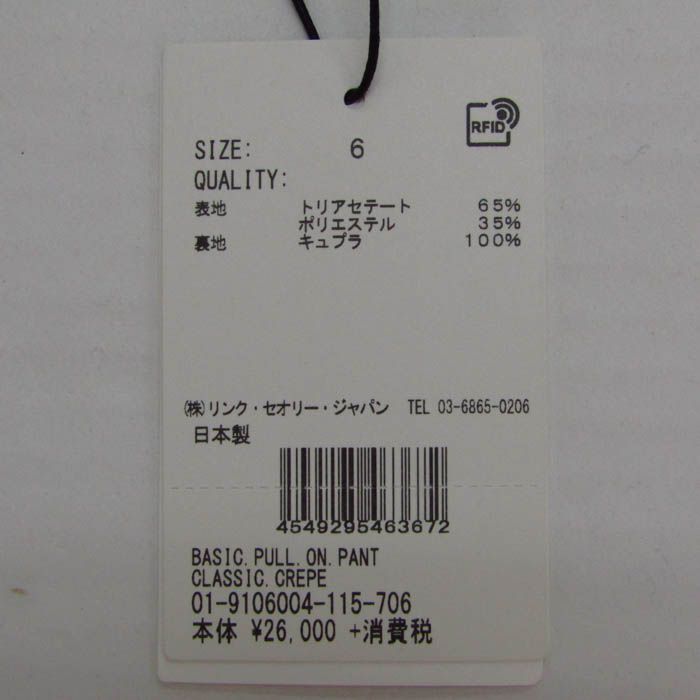 RFID
SIZE: 6
QUALITY:
表地 トリアセテート 65%
ポリエステル 35%
裏地 キュプラ 100%
㈱リンク・セオリー・ジャパン TEL 03-6865-0206
日本製
4549295463672
BASIC.PULL.ON.PANT
CLASSIC.CREPE
01-9106004-115-706
本体 ¥26,000 +消費税